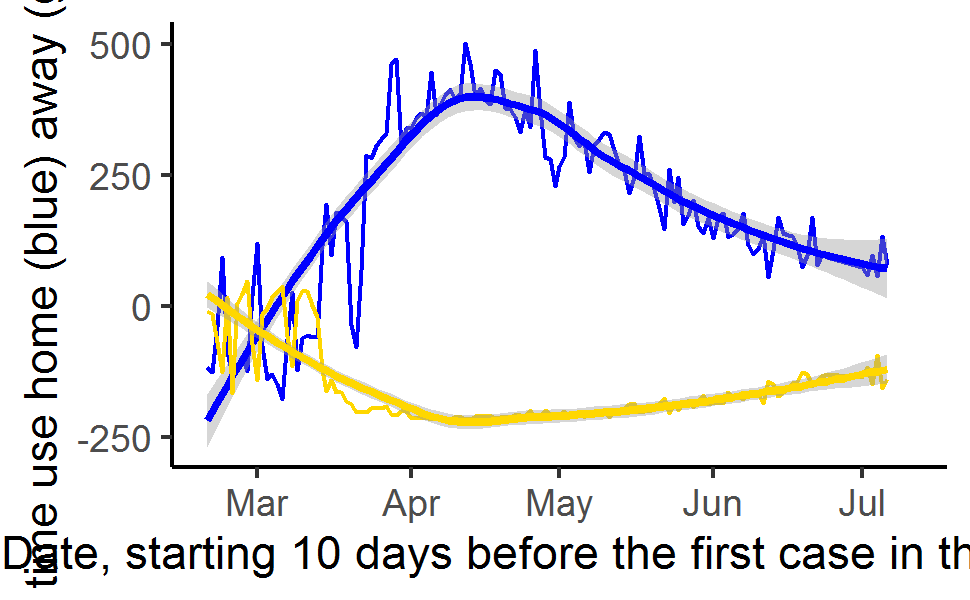 time use home (blue) away (
500
250
0
-250
Mar Apr May Jun Jul
Date, starting 10 days before the first case in th